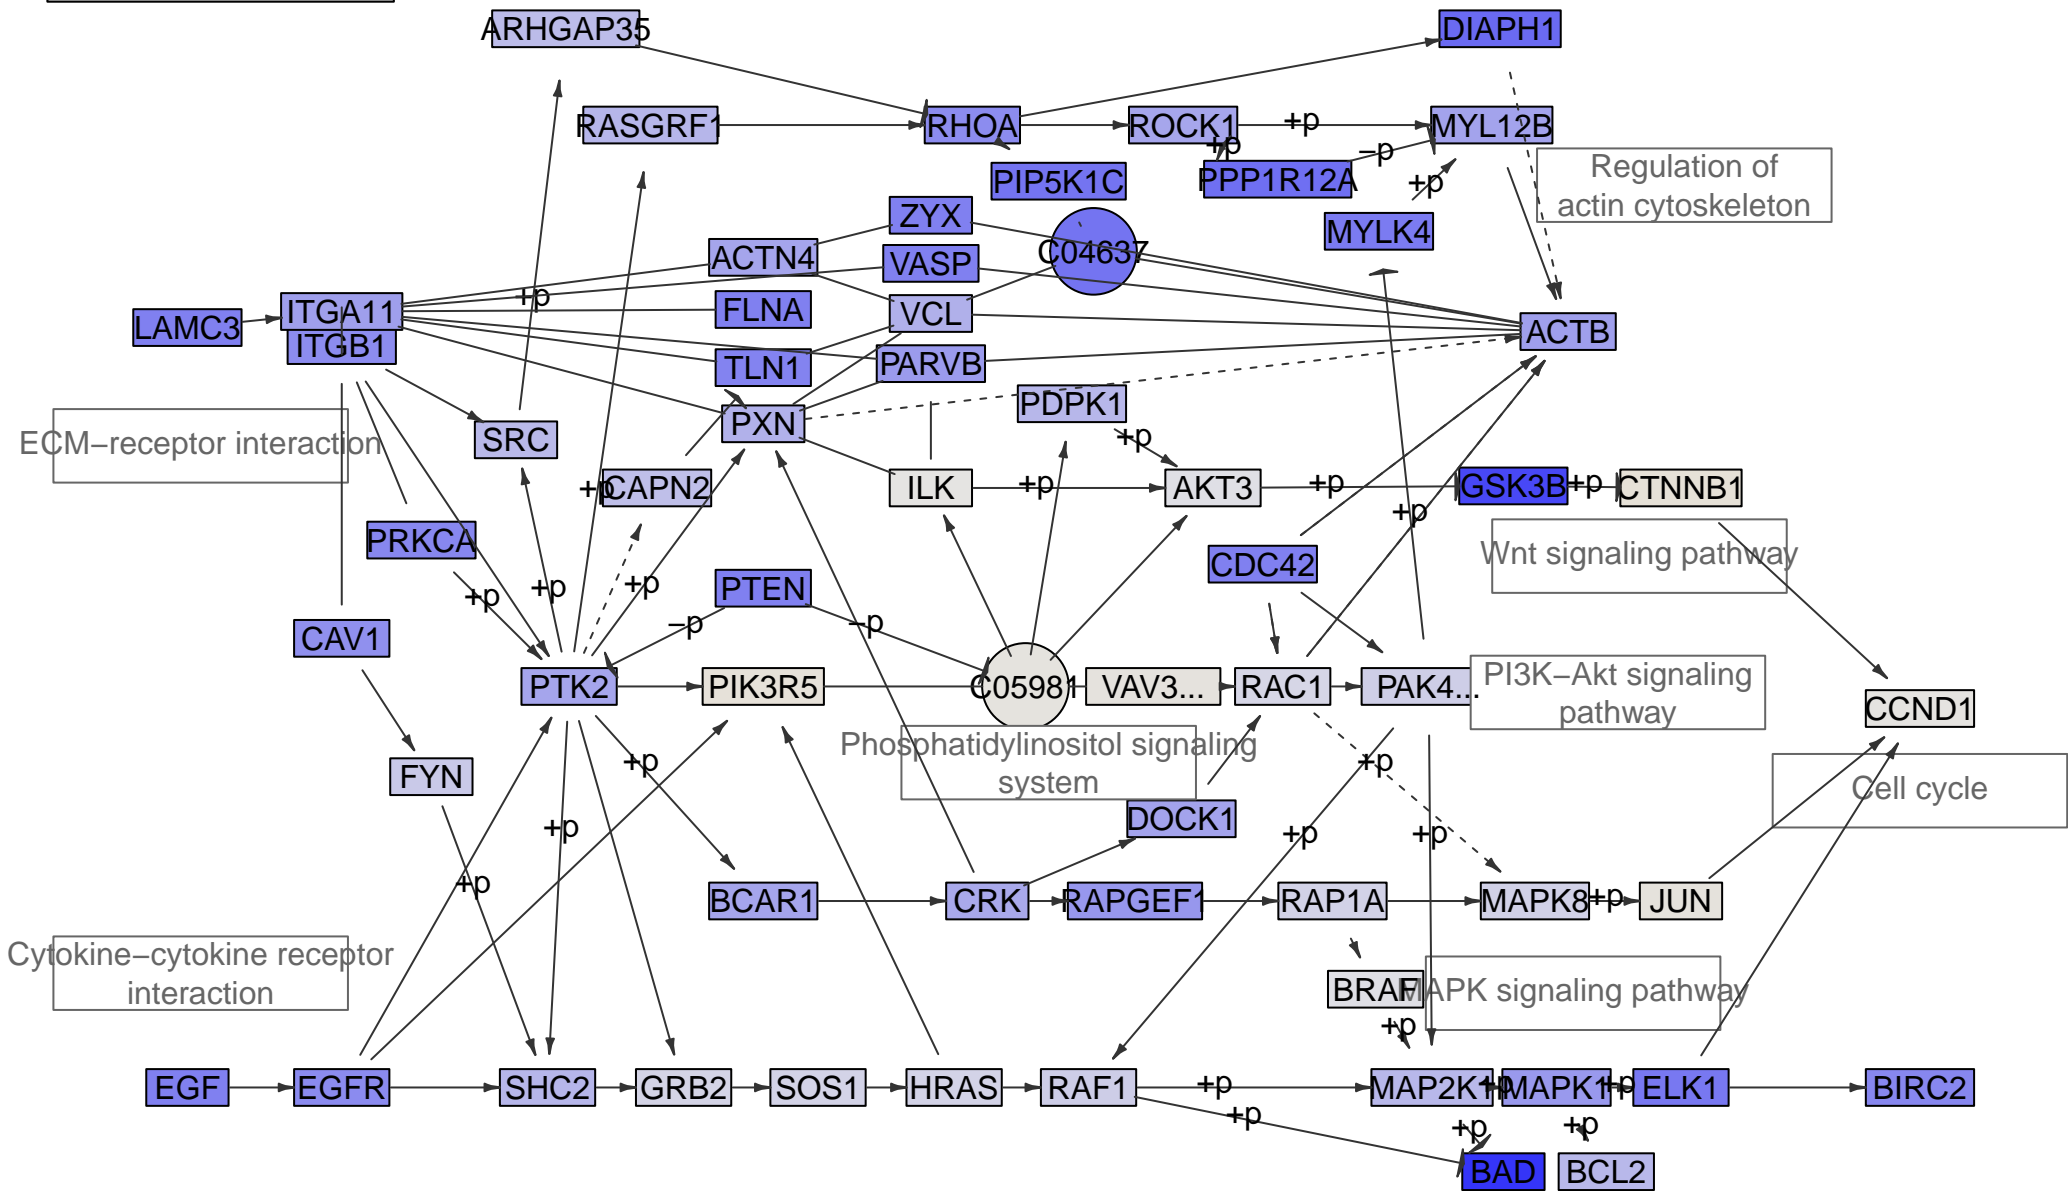 ARHGAP35
DIAPH1
RASGRF1
RHOA
ROCK1
+p
MYL12B
+p
−p
PIP5K1C
PPP1R12A
+p
Regulation of
actin cytoskeleton
ZYX
MYLK4
ACTN4
VASP
C04637
+p
ITGA11
FLNA
VCL
LAMC3
ITGB1
ACTB
TLN1
PARVB
PDPK1
PXN
SRC
+p
ECM−receptor interaction
+p
CAPN2
ILK
+p
AKT3
+p
GSK3B
+p
CTNNB1
+p
PRKCA
CDC42
Wnt signaling pathway
+p
+p
+p
PTEN
−p
−p
CAV1
PTK2
PIK3R5
C05981
VAV3...
RAC1
PAK4...
PI3K−Akt signaling
pathway
CCND1
Phosphatidylinositol signaling
system
+p
+p
FYN
Cell cycle
DOCK1
+p
+p
+p
+p
BCAR1
CRK
RAPGEF1
RAP1A
MAPK8
+p
JUN
Cytokine−cytokine receptor
interaction
BRAF
MAPK signaling pathway
+p
EGF
EGFR
SHC2
GRB2
SOS1
HRAS
RAF1
+p
MAP2K1
+p
MAPK1
+p
ELK1
BIRC2
+p
+p
+p
BAD
BCL2